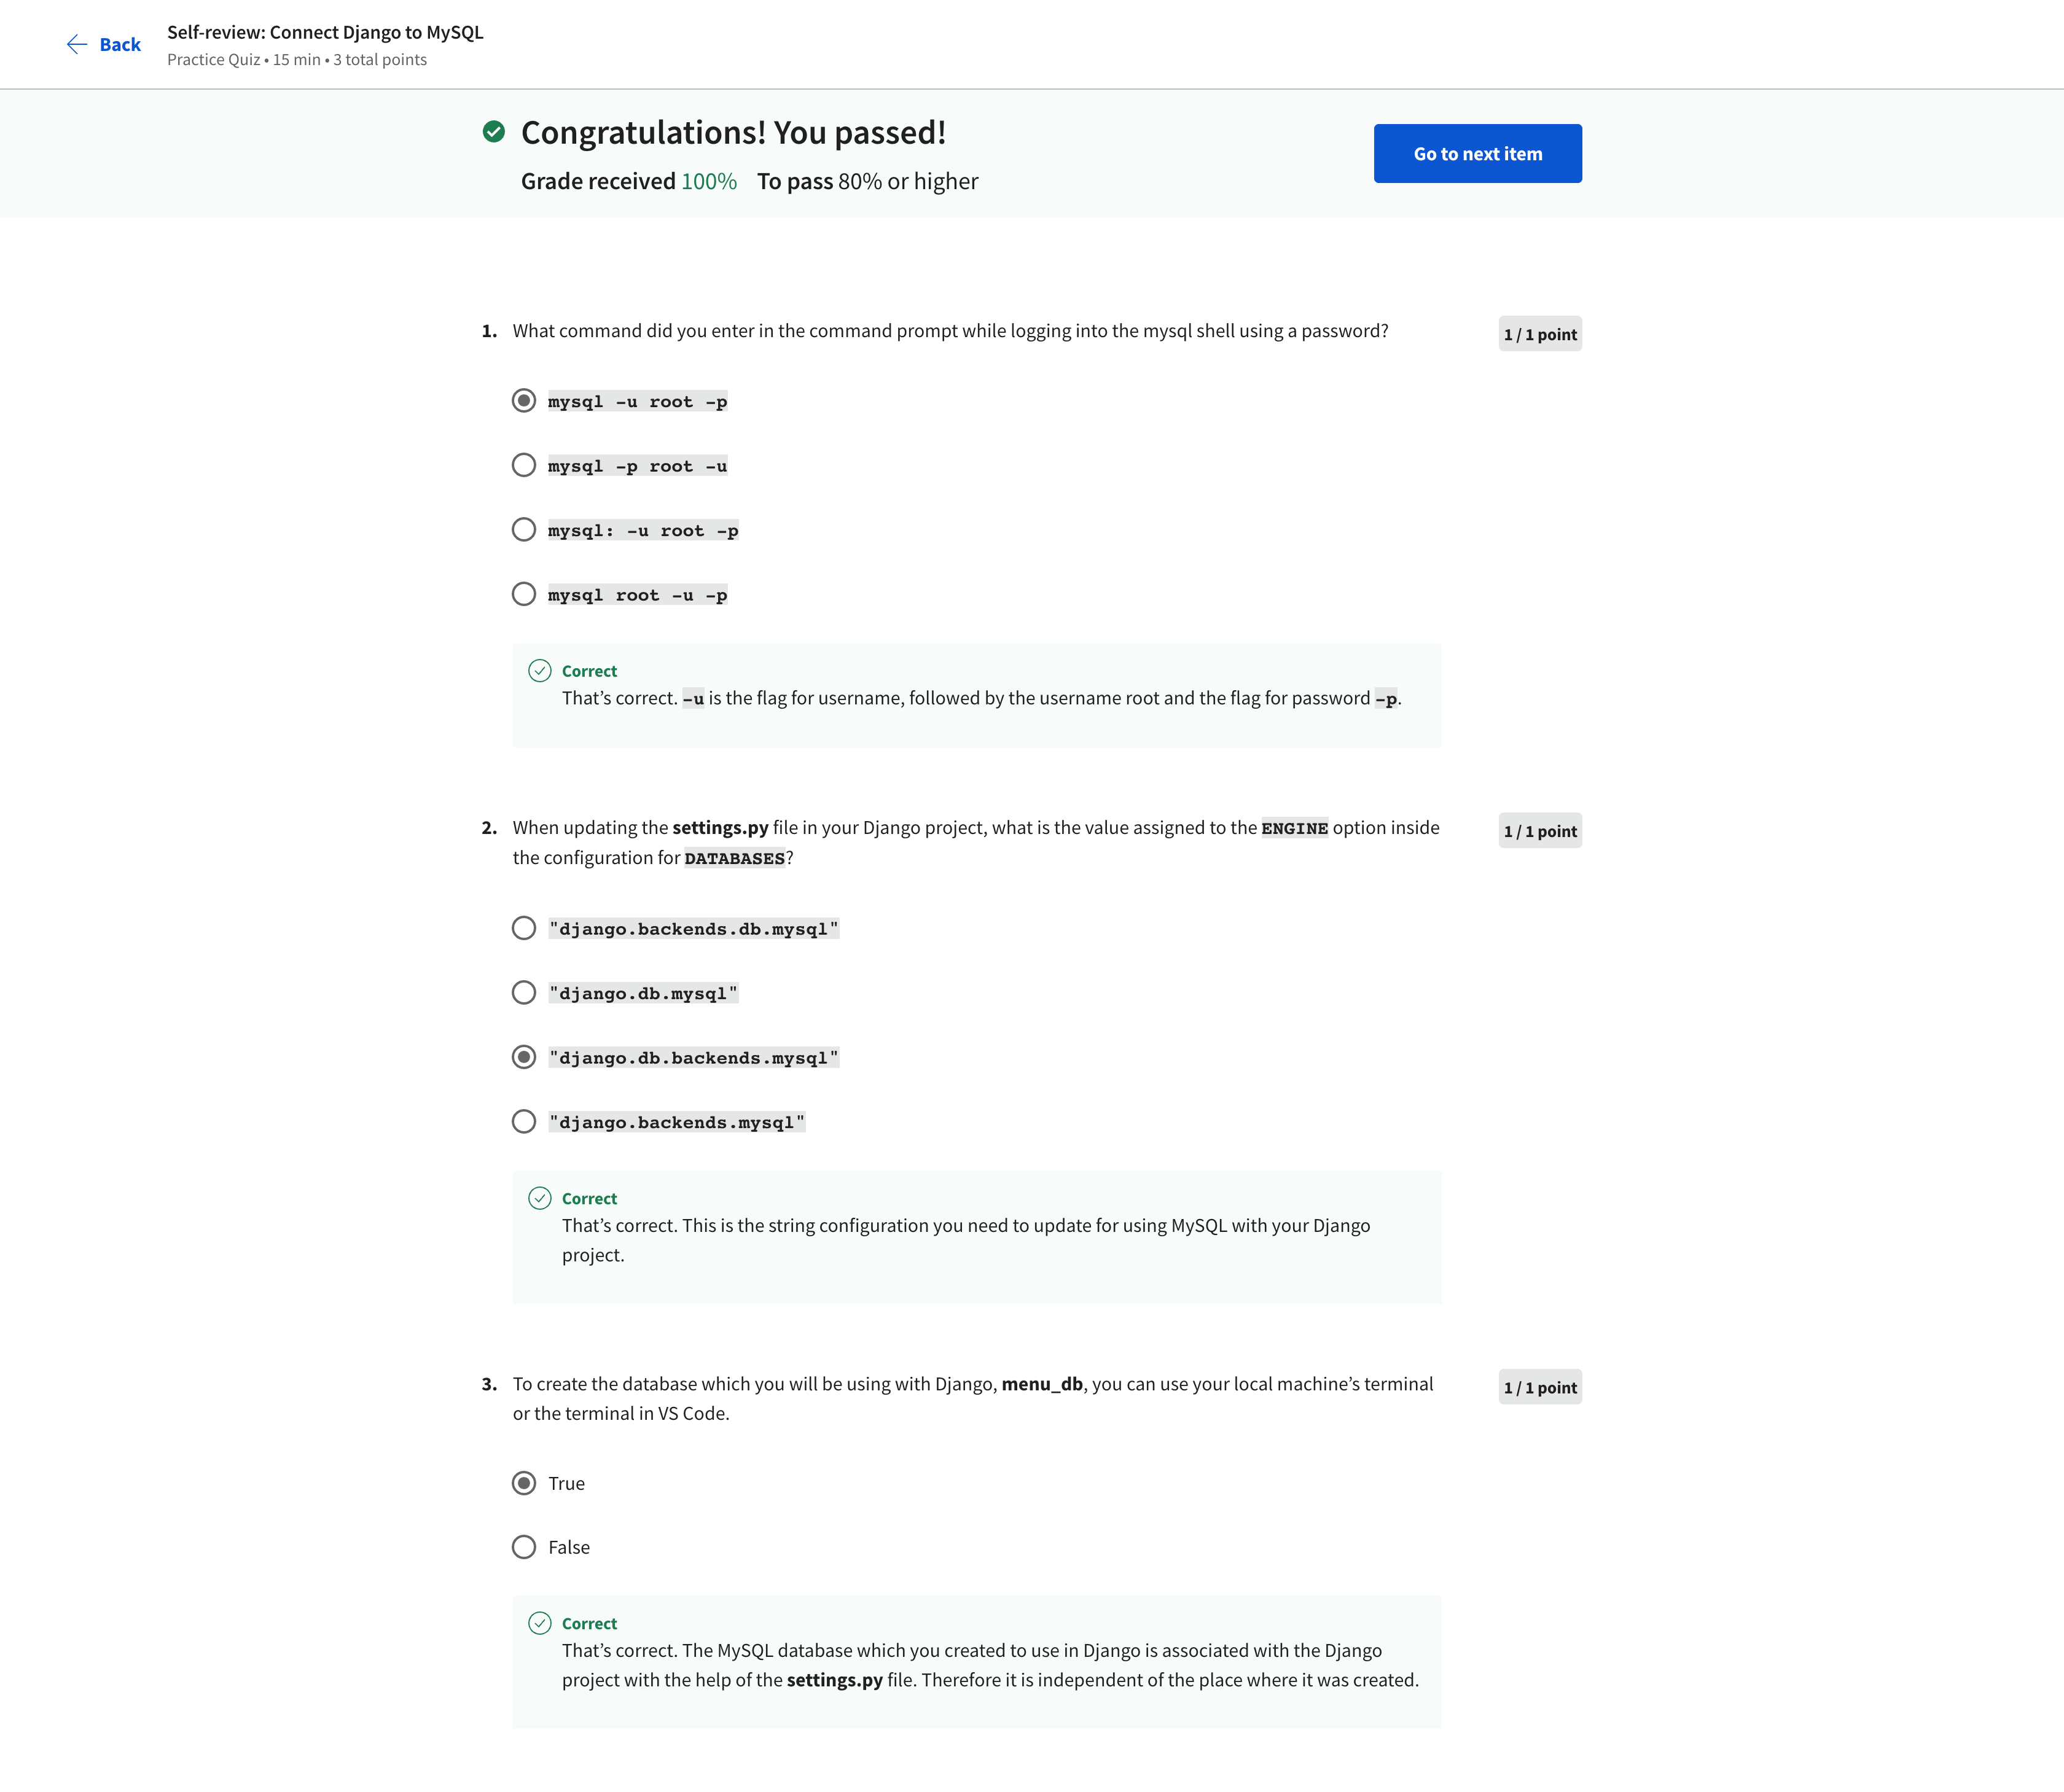 Back
Self-review: Connect Django to MySQL
Practice Quiz • 15 min • 3 total points
Congratulations! You passed!
Grade received 100% To pass 80% or higher
Go to next item
1. What command did you enter in the command prompt while logging into the mysql shell using a password?
1 / 1 point
mysql -u root -p
mysql -p root -u
mysql: -u root -p
mysql root -u -p
Correct
That’s correct. -u is the flag for username, followed by the username root and the flag for password -p.
2. When updating the settings.py file in your Django project, what is the value assigned to the ENGINE option inside
the configuration for DATABASES?
1 / 1 point
"django.backends.db.mysql"
"django.db.mysql"
"django.db.backends.mysql"
"django.backends.mysql"
Correct
That’s correct. This is the string configuration you need to update for using MySQL with your Django
project.
3. To create the database which you will be using with Django, menu_db, you can use your local machine’s terminal
or the terminal in VS Code.
1 / 1 point
True
False
Correct
That’s correct. The MySQL database which you created to use in Django is associated with the Django
project with the help of the settings.py file. Therefore it is independent of the place where it was created.